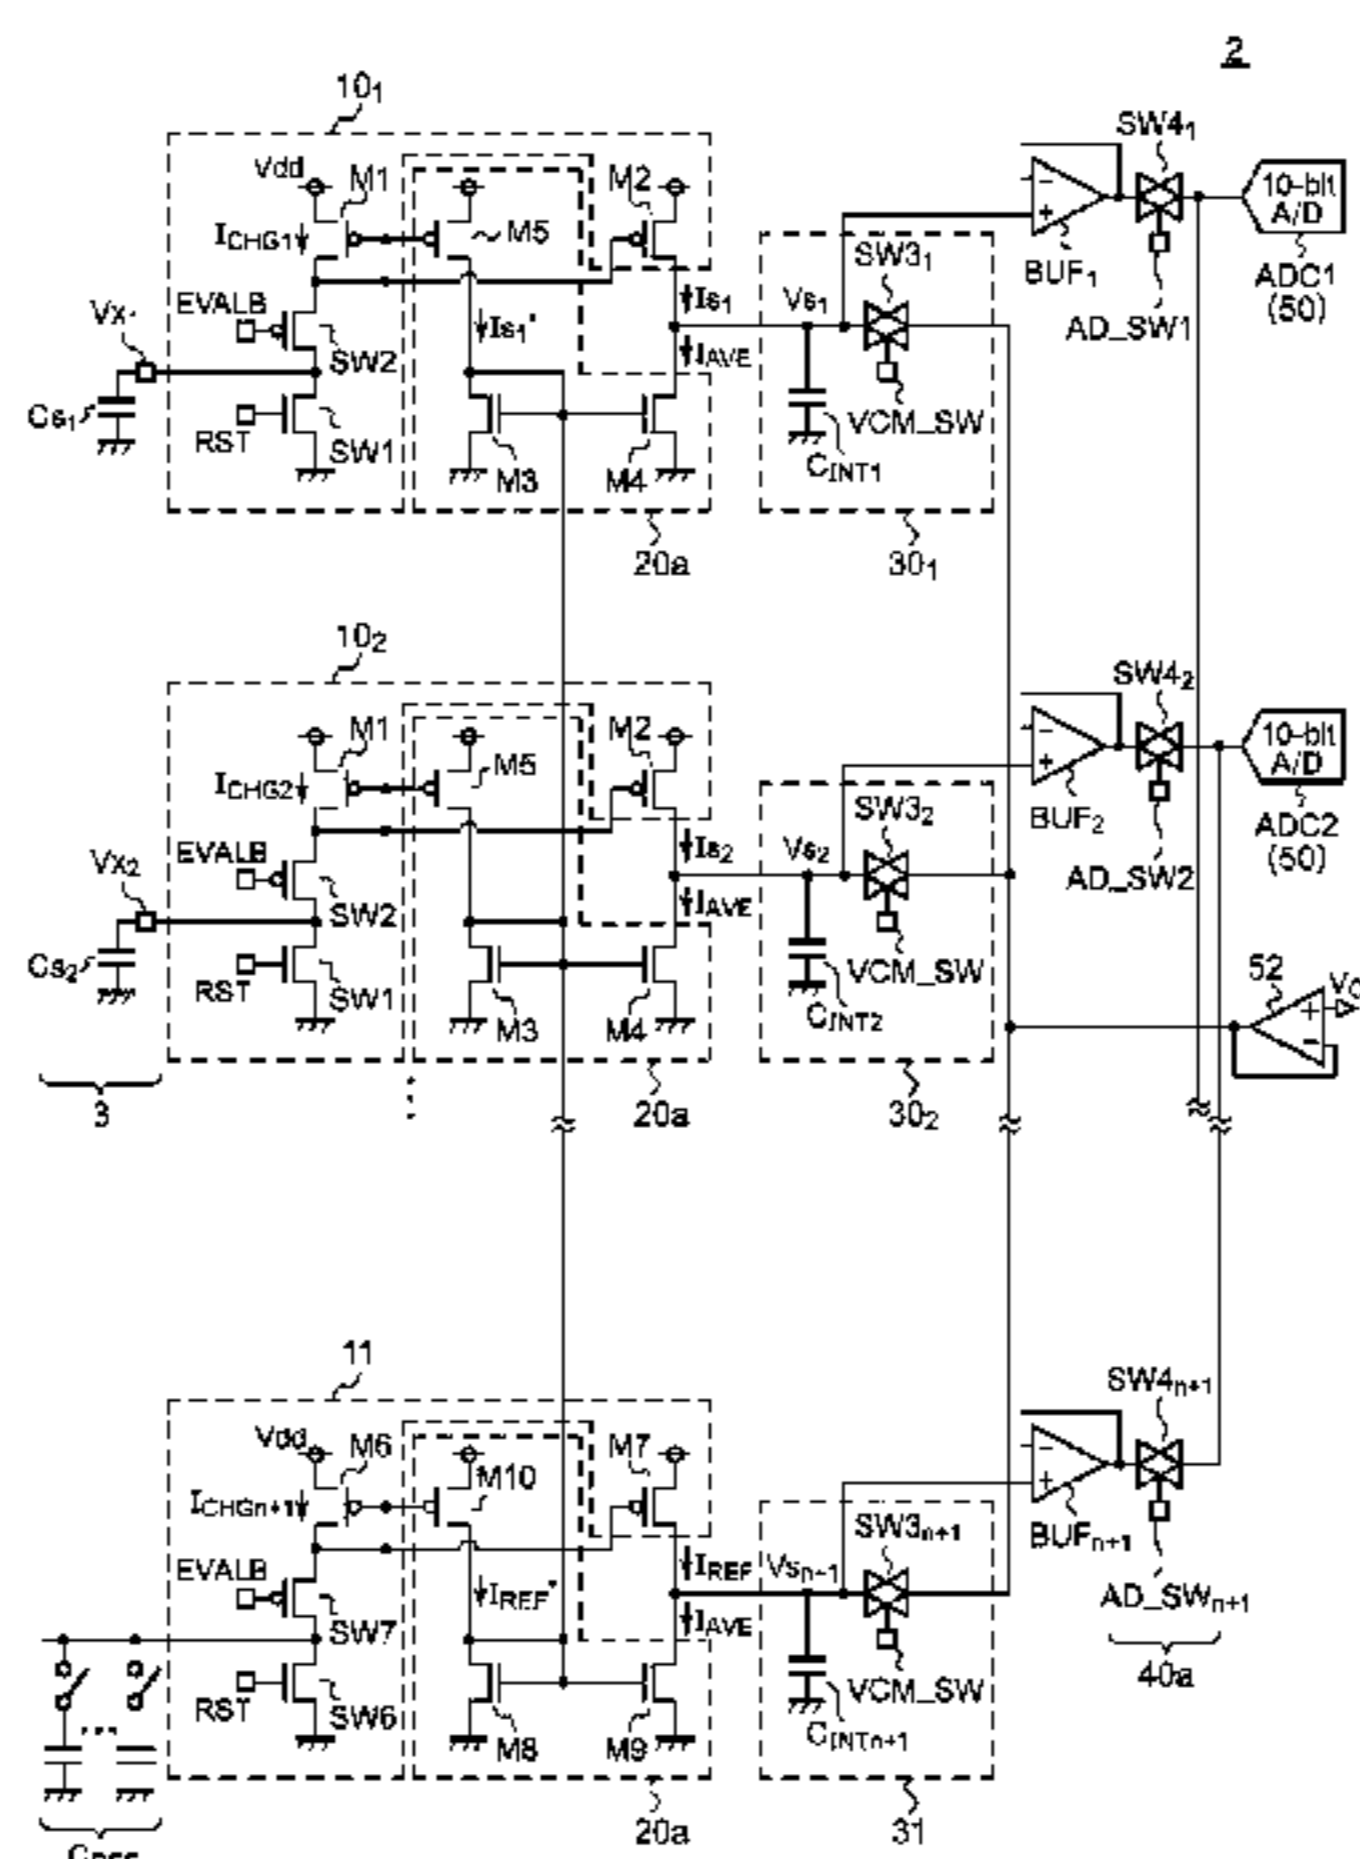 2
10₁
SW4₁
Vdd M1 M2
10-bit
A/D
I_CHG1 M5
SW3₁
BUF₁
ADC1
(50)
EVALB
Is₁
Vs₁
Vx₁
Is₁'
AD_SW1
SW2
I_AVE
Cs₁
RST
VCM_SW
SW1
M3 M4
C_INT1
20a
30₁
10₂
SW4₂
M1 M2
10-bit
A/D
M5
I_CHG2
SW3₂
BUF₂
ADC2
(50)
Is₂
Vs₂
EVALB
Vx₂
AD_SW2
SW2
I_AVE
Cs₂
52
RST
VCM_SW
SW1
C_INT2
M3 M4
3
20a
30₂
11
SW4n+1
Vdd M6 M7
M10
I_CHGn+1
SW3n+1
BUFn+1
EVALB
I_REF
Vsn+1
I_REF'
AD_SWn+1
I_AVE
SW7
40a
RST
VCM_SW
SW6
C_INTn+1
M8 M9
20a
31